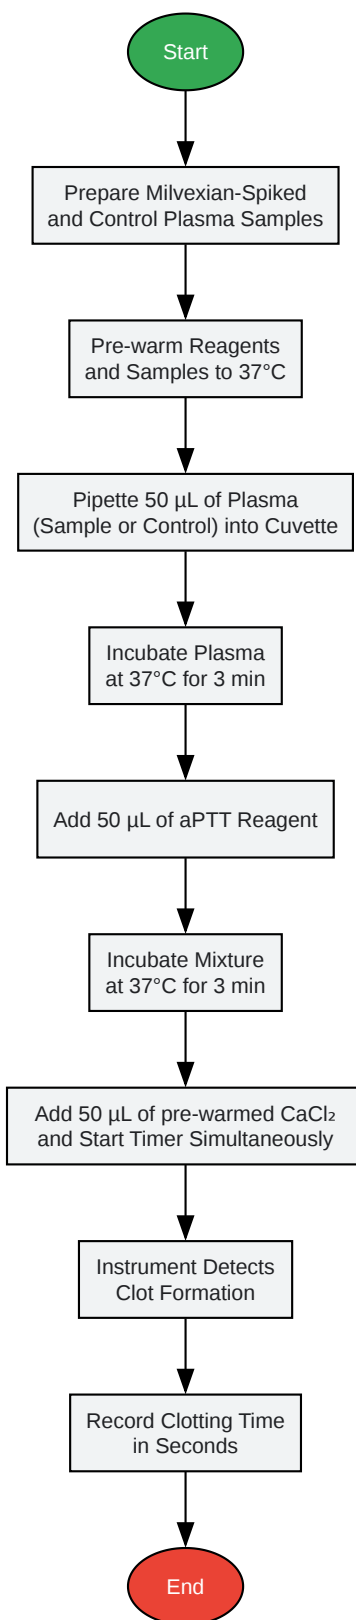 Start
Prepare Milvexian-Spiked
and Control Plasma Samples
Pre-warm Reagents
and Samples to 37°C
Pipette 50 µL of Plasma
(Sample or Control) into Cuvette
Incubate Plasma
at 37°C for 3 min
Add 50 µL of aPTT Reagent
Incubate Mixture
at 37°C for 3 min
Add 50 µL of pre-warmed CaCl₂
and Start Timer Simultaneously
Instrument Detects
Clot Formation
Record Clotting Time
in Seconds
End